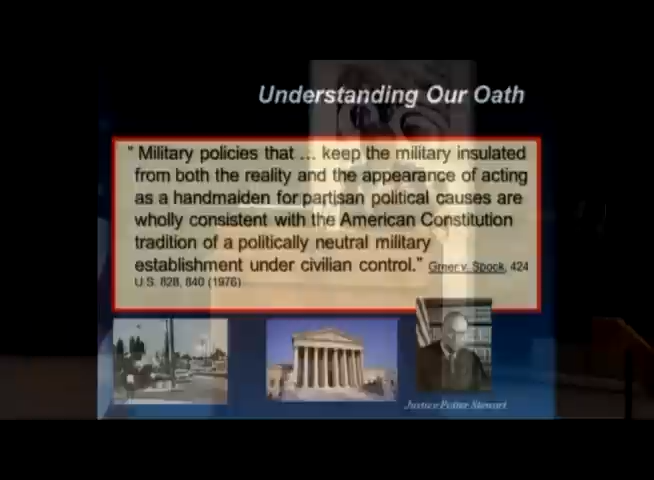 Understanding Our Oath
" Military policies that ... keep the military insulated
from both the reality and the appearance of acting
as a handmaiden for partisan political causes are
wholly consistent with the American Constitution
tradition of a politically neutral military
establishment under civilian control." Greer v. Spock, 424
U.S. 828, 840 (1976)
Justice Potter Stewart